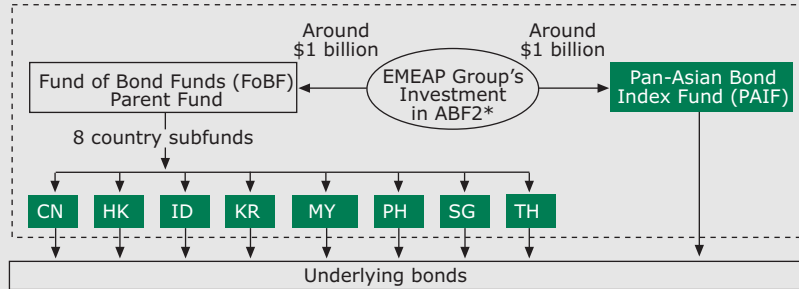 Around
$1 billion
Around
$1 billion
Fund of Bond Funds (FoBF)
Parent Fund
EMEAP Group's
Investment
in ABF2*
Pan-Asian Bond
Index Fund (PAIF)
8 country subfunds
CN HK ID KR MY PH SG TH
Underlying bonds